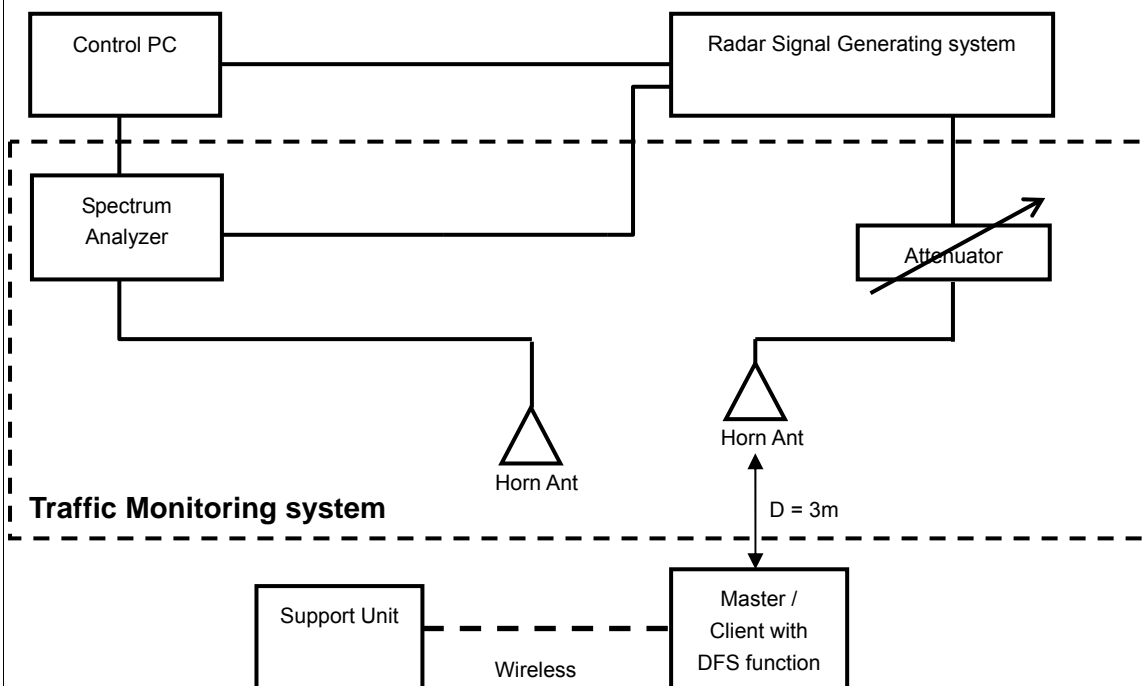 Control PC
Radar Signal Generating system
Spectrum
Analyzer
Attenuator
Horn Ant
Horn Ant
Traffic Monitoring system
D = 3m
Support Unit
Wireless
Master /
Client with
DFS function